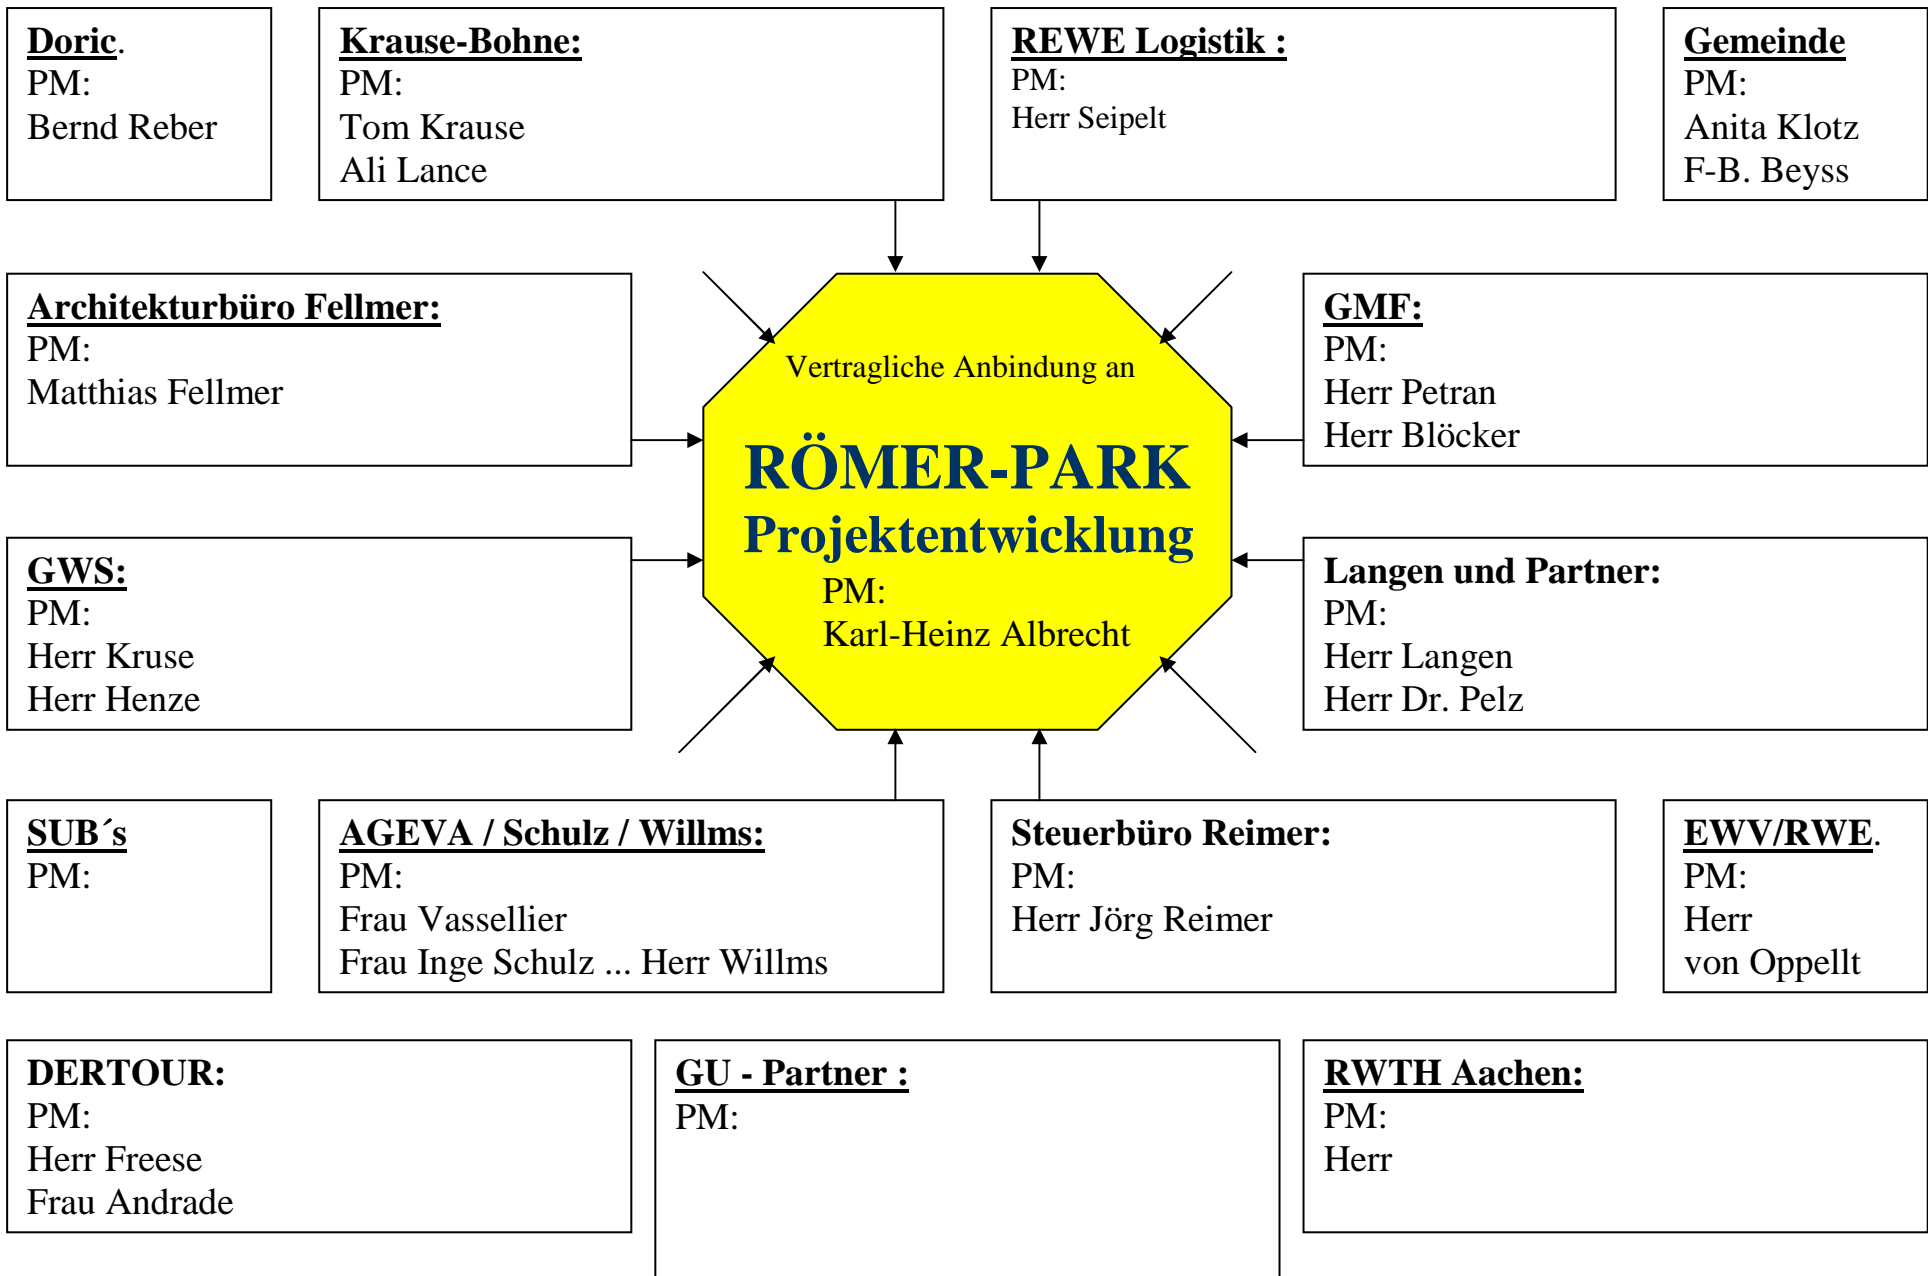 Doric.
PM:
Bernd Reber
Krause-Bohne:
PM:
Tom Krause
Ali Lance
REWE Logistik :
PM:
Herr Seipelt
Gemeinde
PM:
Anita Klotz
F-B. Beyss
Architekturbüro Fellmer:
PM:
Matthias Fellmer
Vertragliche Anbindung an
RÖMER-PARK
Projektentwicklung
PM:
Karl-Heinz Albrecht
GMF:
PM:
Herr Petran
Herr Blöcker
GWS:
PM:
Herr Kruse
Herr Henze
Langen und Partner:
PM:
Herr Langen
Herr Dr. Pelz
SUB´s
PM:
AGEVA / Schulz / Willms:
PM:
Frau Vassellier
Frau Inge Schulz ... Herr Willms
Steuerbüro Reimer:
PM:
Herr Jörg Reimer
EWV/RWE.
PM:
Herr
von Oppellt
DERTOUR:
PM:
Herr Freese
Frau Andrade
GU - Partner :
PM:
RWTH Aachen:
PM:
Herr